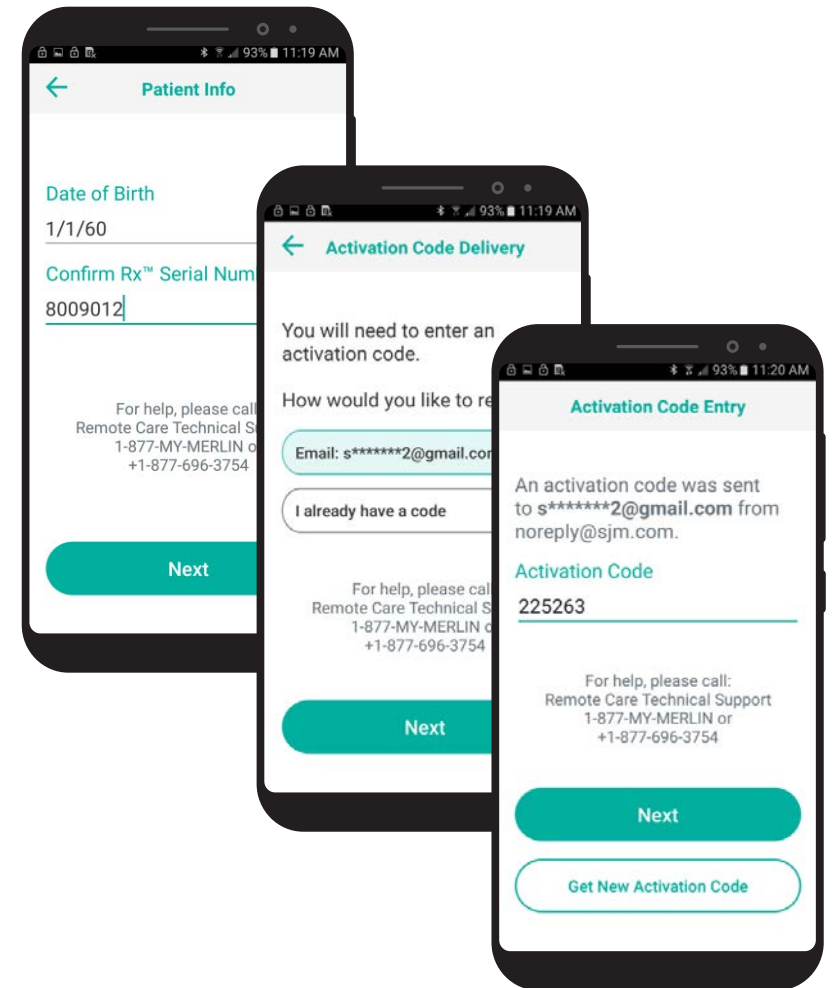 93% 11:19 AM
Patient Info
Date of Birth
1/1/60
Confirm Rx™ Serial Num
8009012
For help, please call
Remote Care Technical S
1-877-MY-MERLIN o
+1-877-696-3754
Next
93% 11:19 AM
Activation Code Delivery
You will need to enter an
activation code.
How would you like to re
Email: s*******2@gmail.com
I already have a code
For help, please call
Remote Care Technical S
1-877-MY-MERLIN o
+1-877-696-3754
Next
93% 11:20 AM
Activation Code Entry
An activation code was sent
to s*******2@gmail.com from
noreply@sjm.com.
Activation Code
225263
For help, please call:
Remote Care Technical Support
1-877-MY-MERLIN or
+1-877-696-3754
Next
Get New Activation Code